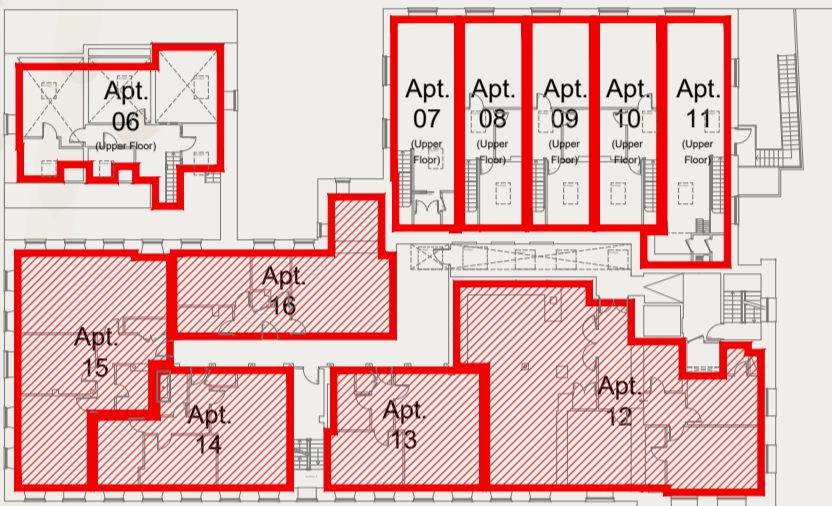 Apt.
06
(Upper Floor)
Apt.
07
(Upper
Floor)
Apt.
08
(Upper
Floor)
Apt.
09
(Upper
Floor)
Apt.
10
(Upper
Floor)
Apt.
11
(Upper
Floor)
Apt.
16
Apt.
15
Apt.
14
Apt.
13
Apt.
12